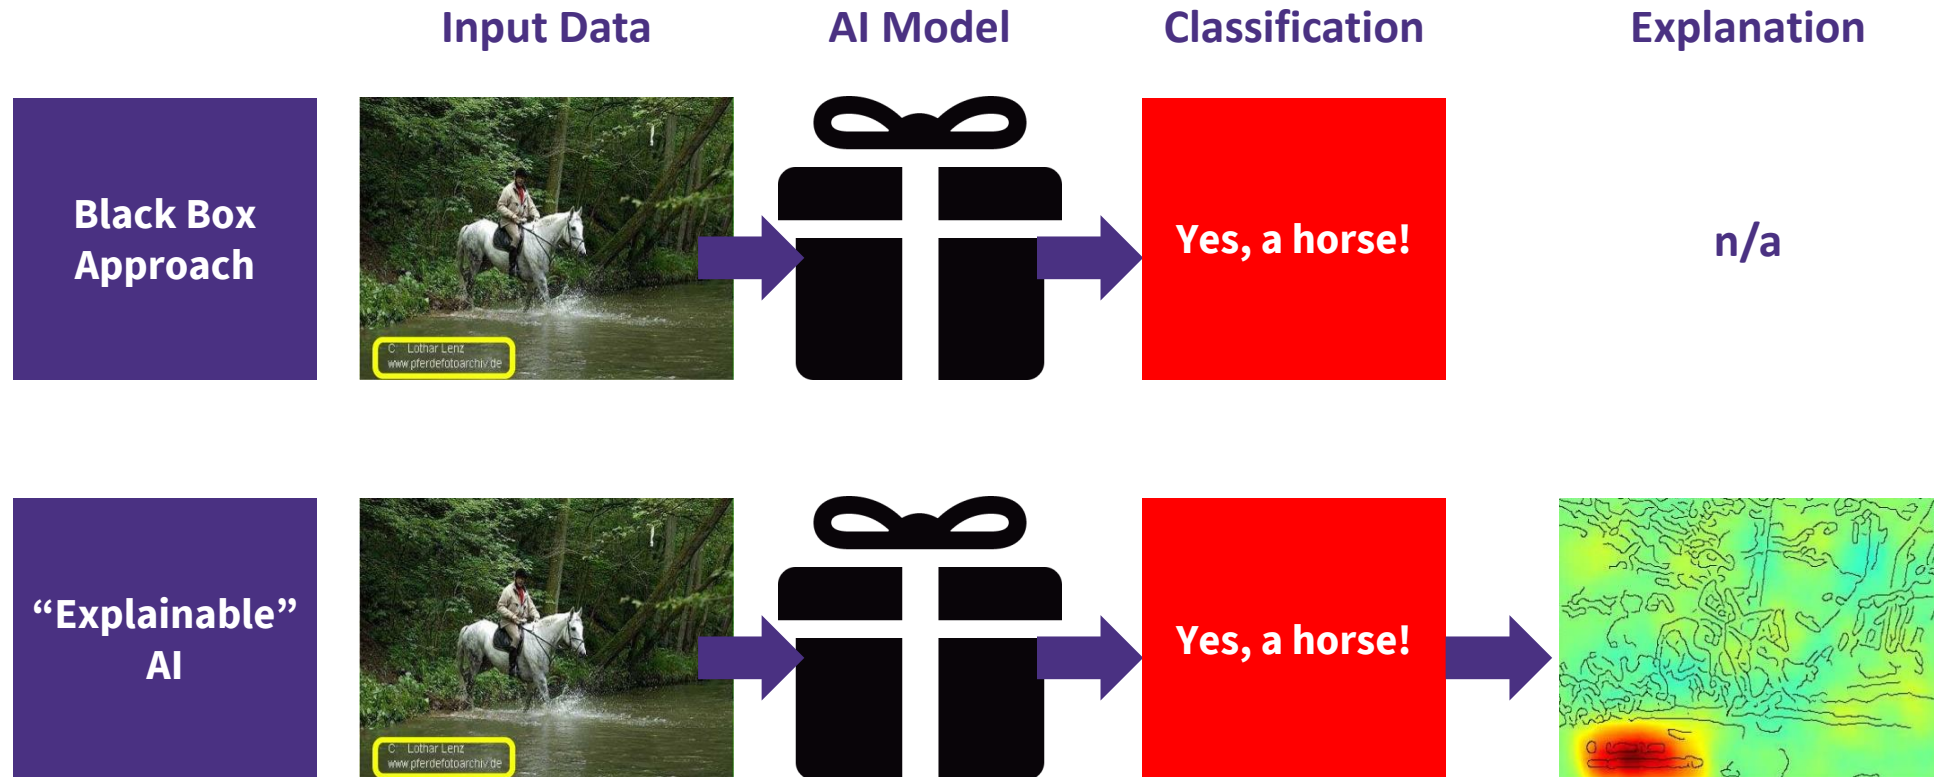 Input Data
AI Model
Classification
Explanation
Black Box
Approach
C: Lothar Lenz
www.pferdefotoarchiv.de
Yes, a horse!
n/a
“Explainable”
AI
C: Lothar Lenz
www.pferdefotoarchiv.de
Yes, a horse!